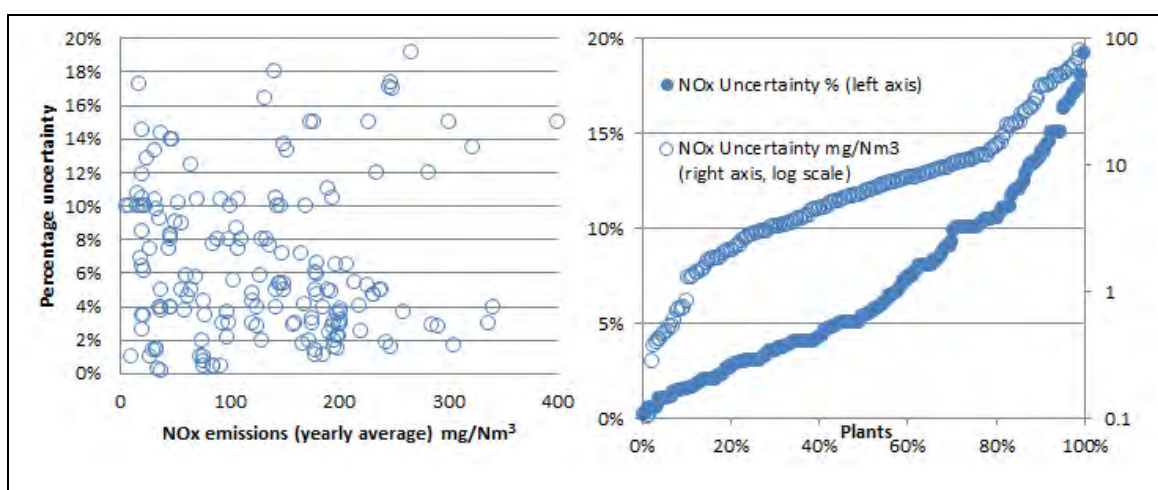 20%
18%
16%
14%
12%
10%
8%
6%
4%
2%
0%
Percentage uncertainty
0 100 200 300 400
NOx emissions (yearly average) mg/Nm³
20%
15%
10%
5%
0%
NOx Uncertainty % (left axis)
NOx Uncertainty mg/Nm3
(right axis, log scale)
100
10
1
0.1
0% 20% 40% 60% 80% 100%
Plants